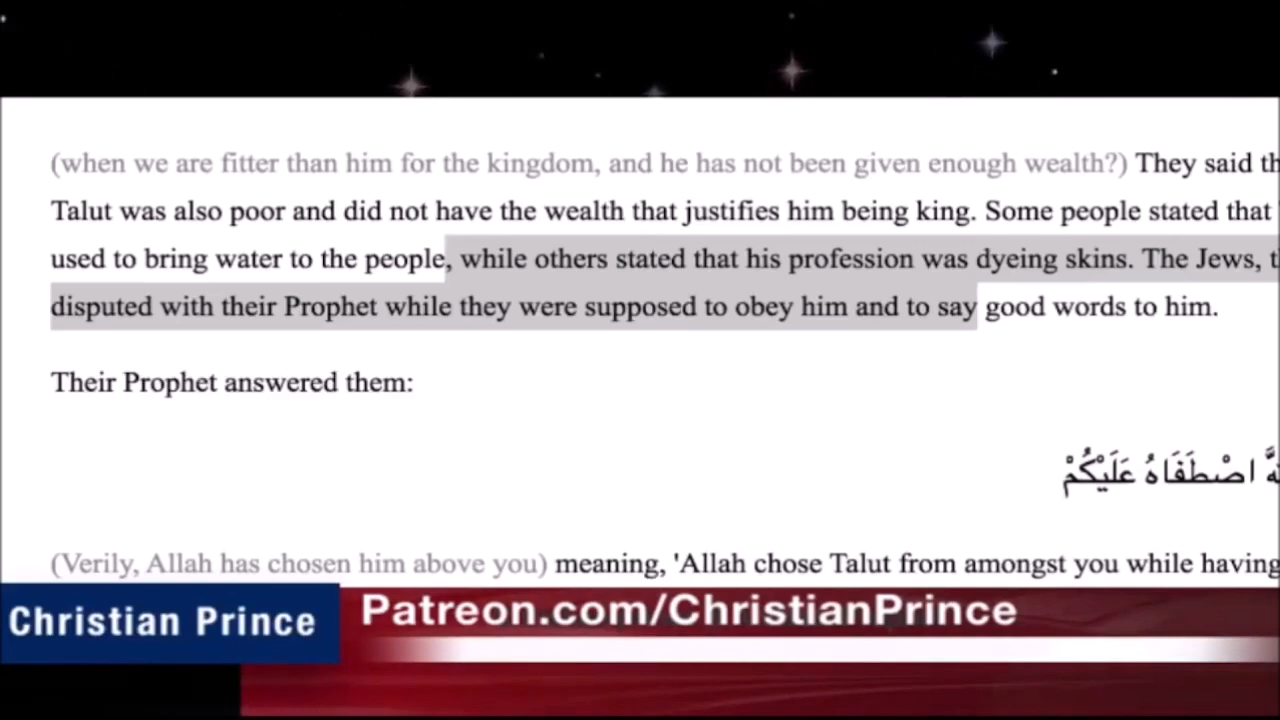 (when we are fitter than him for the kingdom, and he has not been given enough wealth?) They said
Talut was also poor and did not have the wealth that justifies him being king. Some people stated that
used to bring water to the people, while others stated that his profession was dyeing skins. The Jews,
disputed with their Prophet while they were supposed to obey him and to say good words to him.
Their Prophet answered them:
اصْطَفَاهُ عَلَيْكُمْ
(Verily, Allah has chosen him above you) meaning, 'Allah chose Talut from amongst you while having
Christian Prince
Patreon.com/ChristianPrince